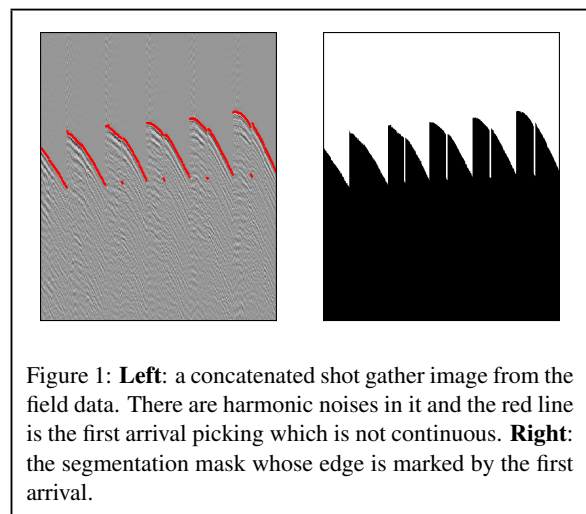 Figure 1: Left: a concatenated shot gather image from the
field data. There are harmonic noises in it and the red line
is the first arrival picking which is not continuous. Right:
the segmentation mask whose edge is marked by the first
arrival.